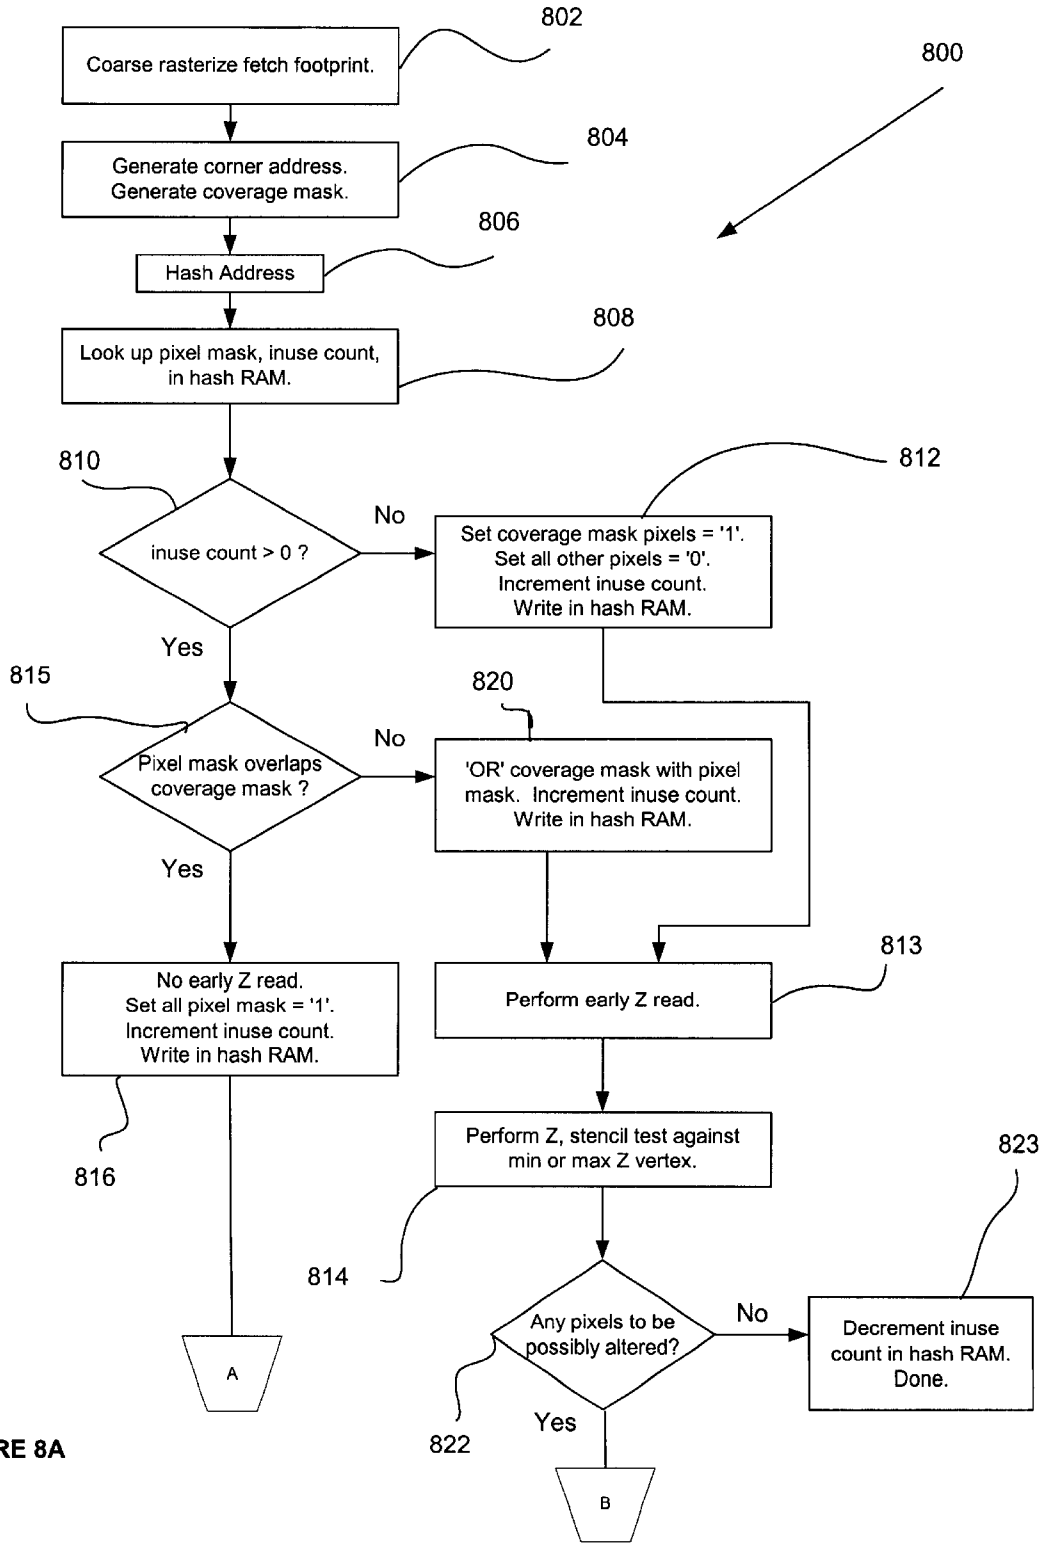 802
Coarse rasterize fetch footprint.
800
804
Generate corner address.
Generate coverage mask.
806
Hash Address
808
Look up pixel mask, inuse count,
in hash RAM.
810
inuse count > 0 ?
No
812
Set coverage mask pixels = '1'.
Set all other pixels = '0'.
Increment inuse count.
Write in hash RAM.
Yes
815
Pixel mask overlaps
coverage mask ?
No
820
'OR' coverage mask with pixel
mask. Increment inuse count.
Write in hash RAM.
Yes
No early Z read.
Set all pixel mask = '1'.
Increment inuse count.
Write in hash RAM.
816
813
Perform early Z read.
Perform Z, stencil test against
min or max Z vertex.
814
Any pixels to be
possibly altered?
822
No
823
Decrement inuse
count in hash RAM.
Done.
Yes
A
B
RE 8A